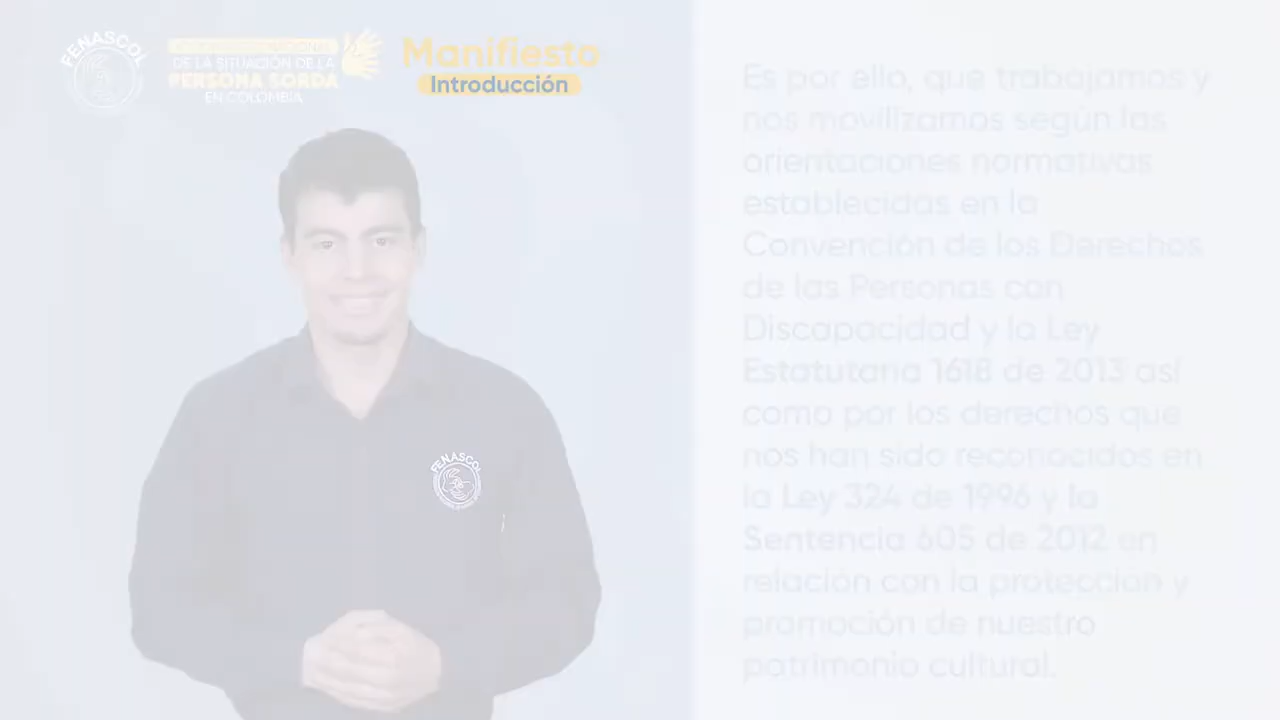 FENASCOL
DE LA SITUACIÓN DE LA
PERSONA SORDA
EN COLOMBIA
Manifiesto
Introducción
Es por ello, que trabajamos y
nos movilizamos según las
orientaciones normativas
establecidas en la
Convención de los Derechos
de las Personas con
Discapacidad y la Ley
Estatutaria 1618 de 2013 así
como por los derechos que
nos han sido reconocidos en
la Ley 324 de 1996 y la
Sentencia 605 de 2012 en
relación con la protección y
promoción de nuestro
patrimonio cultural.
FENASCOL